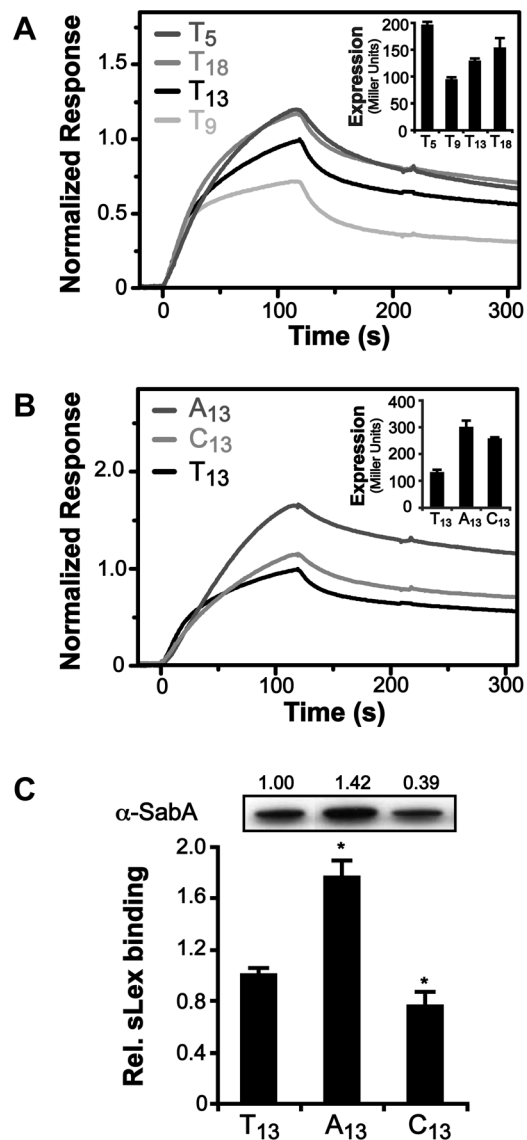 A
T5
T18
T13
T9
Normalized Response
1.5
1.0
0.5
0
0
100
200
300
Time (s)
Expression
(Miller Units)
200
150
100
50
0
T5 T9 T13 T18
B
A13
C13
T13
Normalized Response
2.0
1.0
0
0
100
200
300
Time (s)
Expression
(Miller Units)
400
300
200
100
0
T13 A13 C13
C
1.00 1.42 0.39
α-SabA
Rel. sLex binding
2.0
1.6
1.2
0.8
0.4
0
*
*
T13 A13 C13